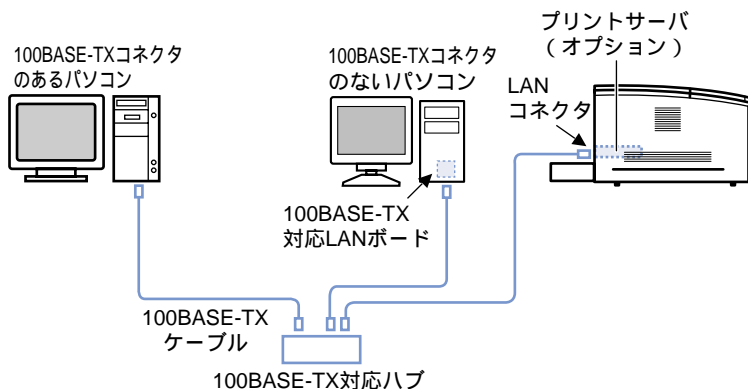 100BASE-TXコネクタ
のあるパソコン
100BASE-TXコネクタ
のないパソコン
プリントサーバ
（オプション）
LAN
コネクタ
100BASE-TX
対応LANボード
100BASE-TX
ケーブル
100BASE-TX対応ハブ